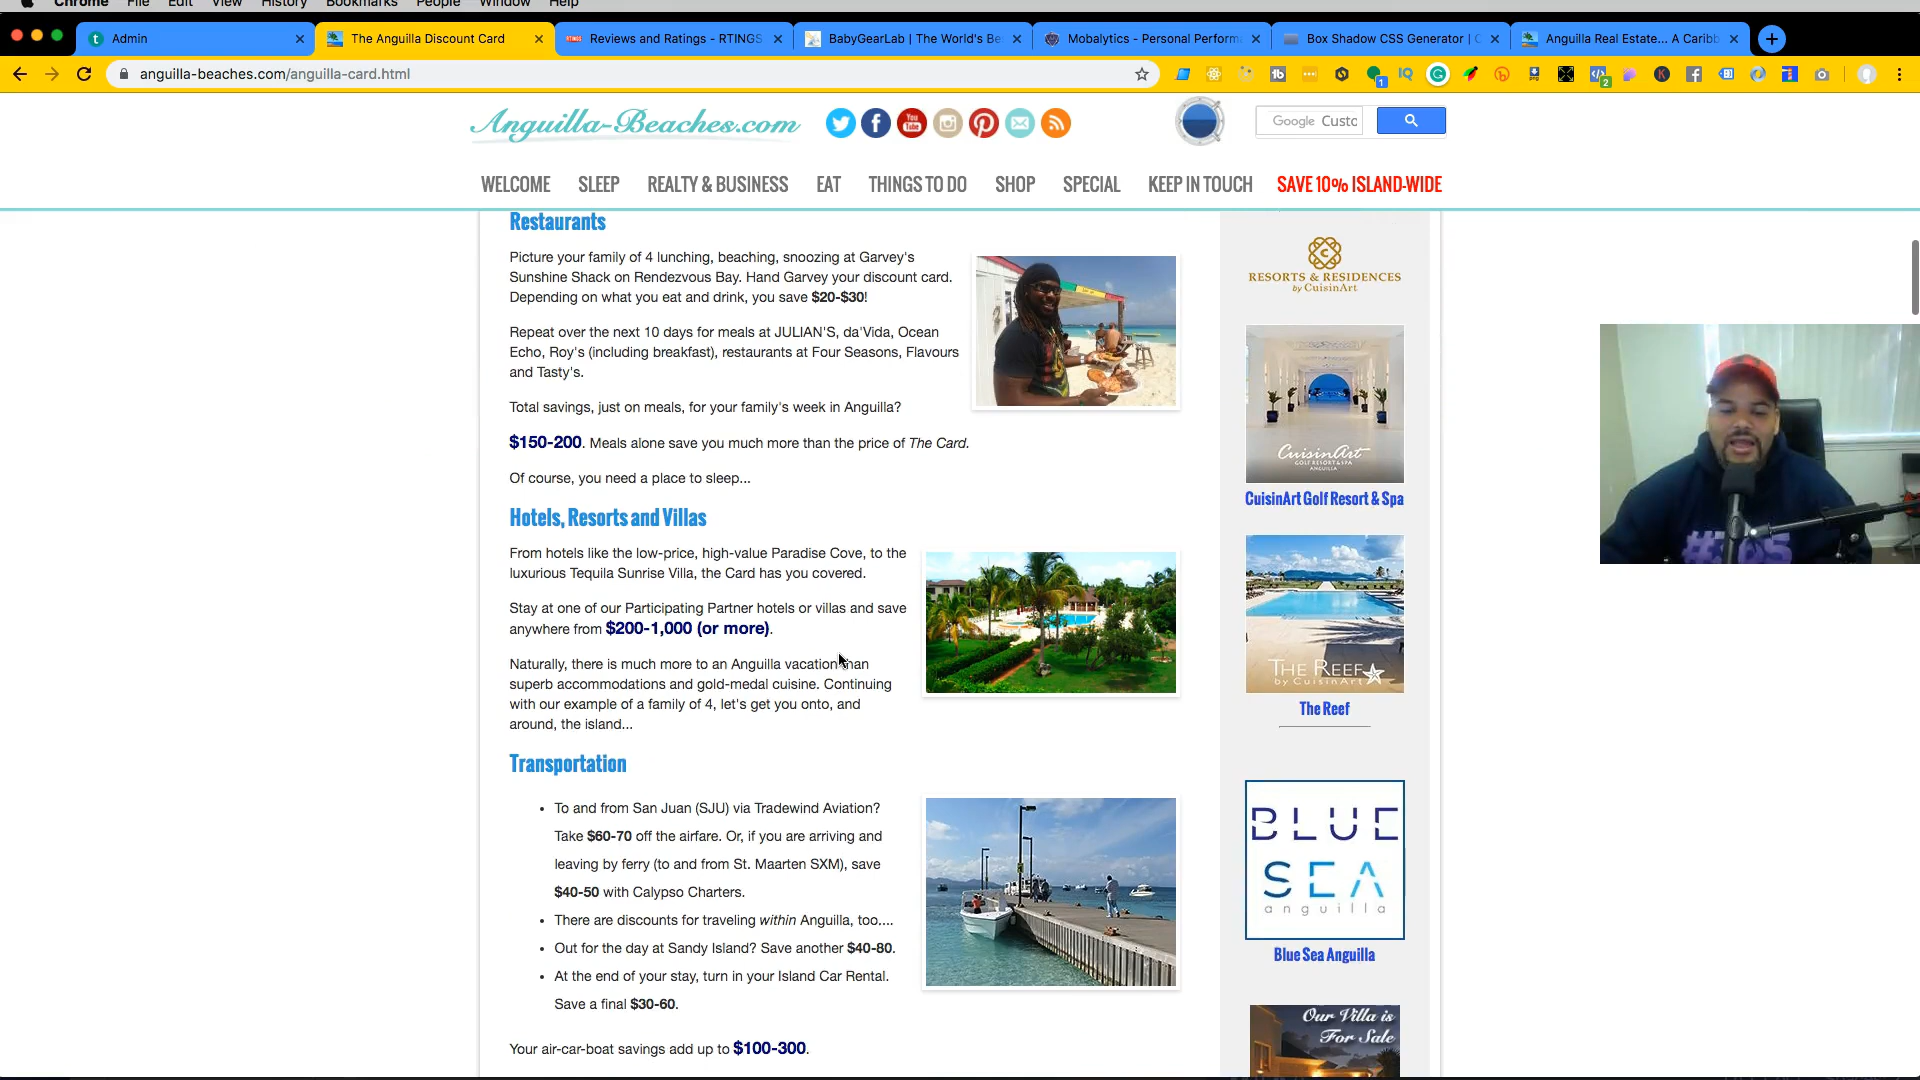 Chrome File Edit View History Bookmarks People Window Help
Admin
The Anguilla Discount Card
Reviews and Ratings - RTINGS
BabyGearLab | The World's Be
Mobalytics - Personal Perform
Box Shadow CSS Generator | C
Anguilla Real Estate... A Caribb
anguilla-beaches.com/anguilla-card.html
Anguilla-Beaches.com
Google Custo
WELCOME SLEEP REALTY & BUSINESS EAT THINGS TO DO SHOP SPECIAL KEEP IN TOUCH SAVE 10% ISLAND-WIDE
Restaurants
Picture your family of 4 lunching, beaching, snoozing at Garvey's
Sunshine Shack on Rendezvous Bay. Hand Garvey your discount card.
Depending on what you eat and drink, you save $20-$30!
Repeat over the next 10 days for meals at JULIAN'S, da'Vida, Ocean
Echo, Roy's (including breakfast), restaurants at Four Seasons, Flavours
and Tasty's.
Total savings, just on meals, for your family's week in Anguilla?
$150-200. Meals alone save you much more than the price of The Card.
Of course, you need a place to sleep...
Hotels, Resorts and Villas
From hotels like the low-price, high-value Paradise Cove, to the
luxurious Tequila Sunrise Villa, the Card has you covered.
Stay at one of our Participating Partner hotels or villas and save
anywhere from $200-1,000 (or more).
Naturally, there is much more to an Anguilla vacation than
superb accommodations and gold-medal cuisine. Continuing
with our example of a family of 4, let's get you onto, and
around, the island...
Transportation
• To and from San Juan (SJU) via Tradewind Aviation?
Take $60-70 off the airfare. Or, if you are arriving and
leaving by ferry (to and from St. Maarten SXM), save
$40-50 with Calypso Charters.
• There are discounts for traveling within Anguilla, too....
• Out for the day at Sandy Island? Save another $40-80.
• At the end of your stay, turn in your Island Car Rental.
Save a final $30-60.
Your air-car-boat savings add up to $100-300.
RESORTS & RESIDENCES
by CuisinArt
CuisinArt
GOLF RESORT & SPA
ANGUILLA
CuisinArt Golf Resort & Spa
THE REEF
by CuisinArt
The Reef
BLUE
SEA
anguilla
Blue Sea Anguilla
Our Villa is
For Sale